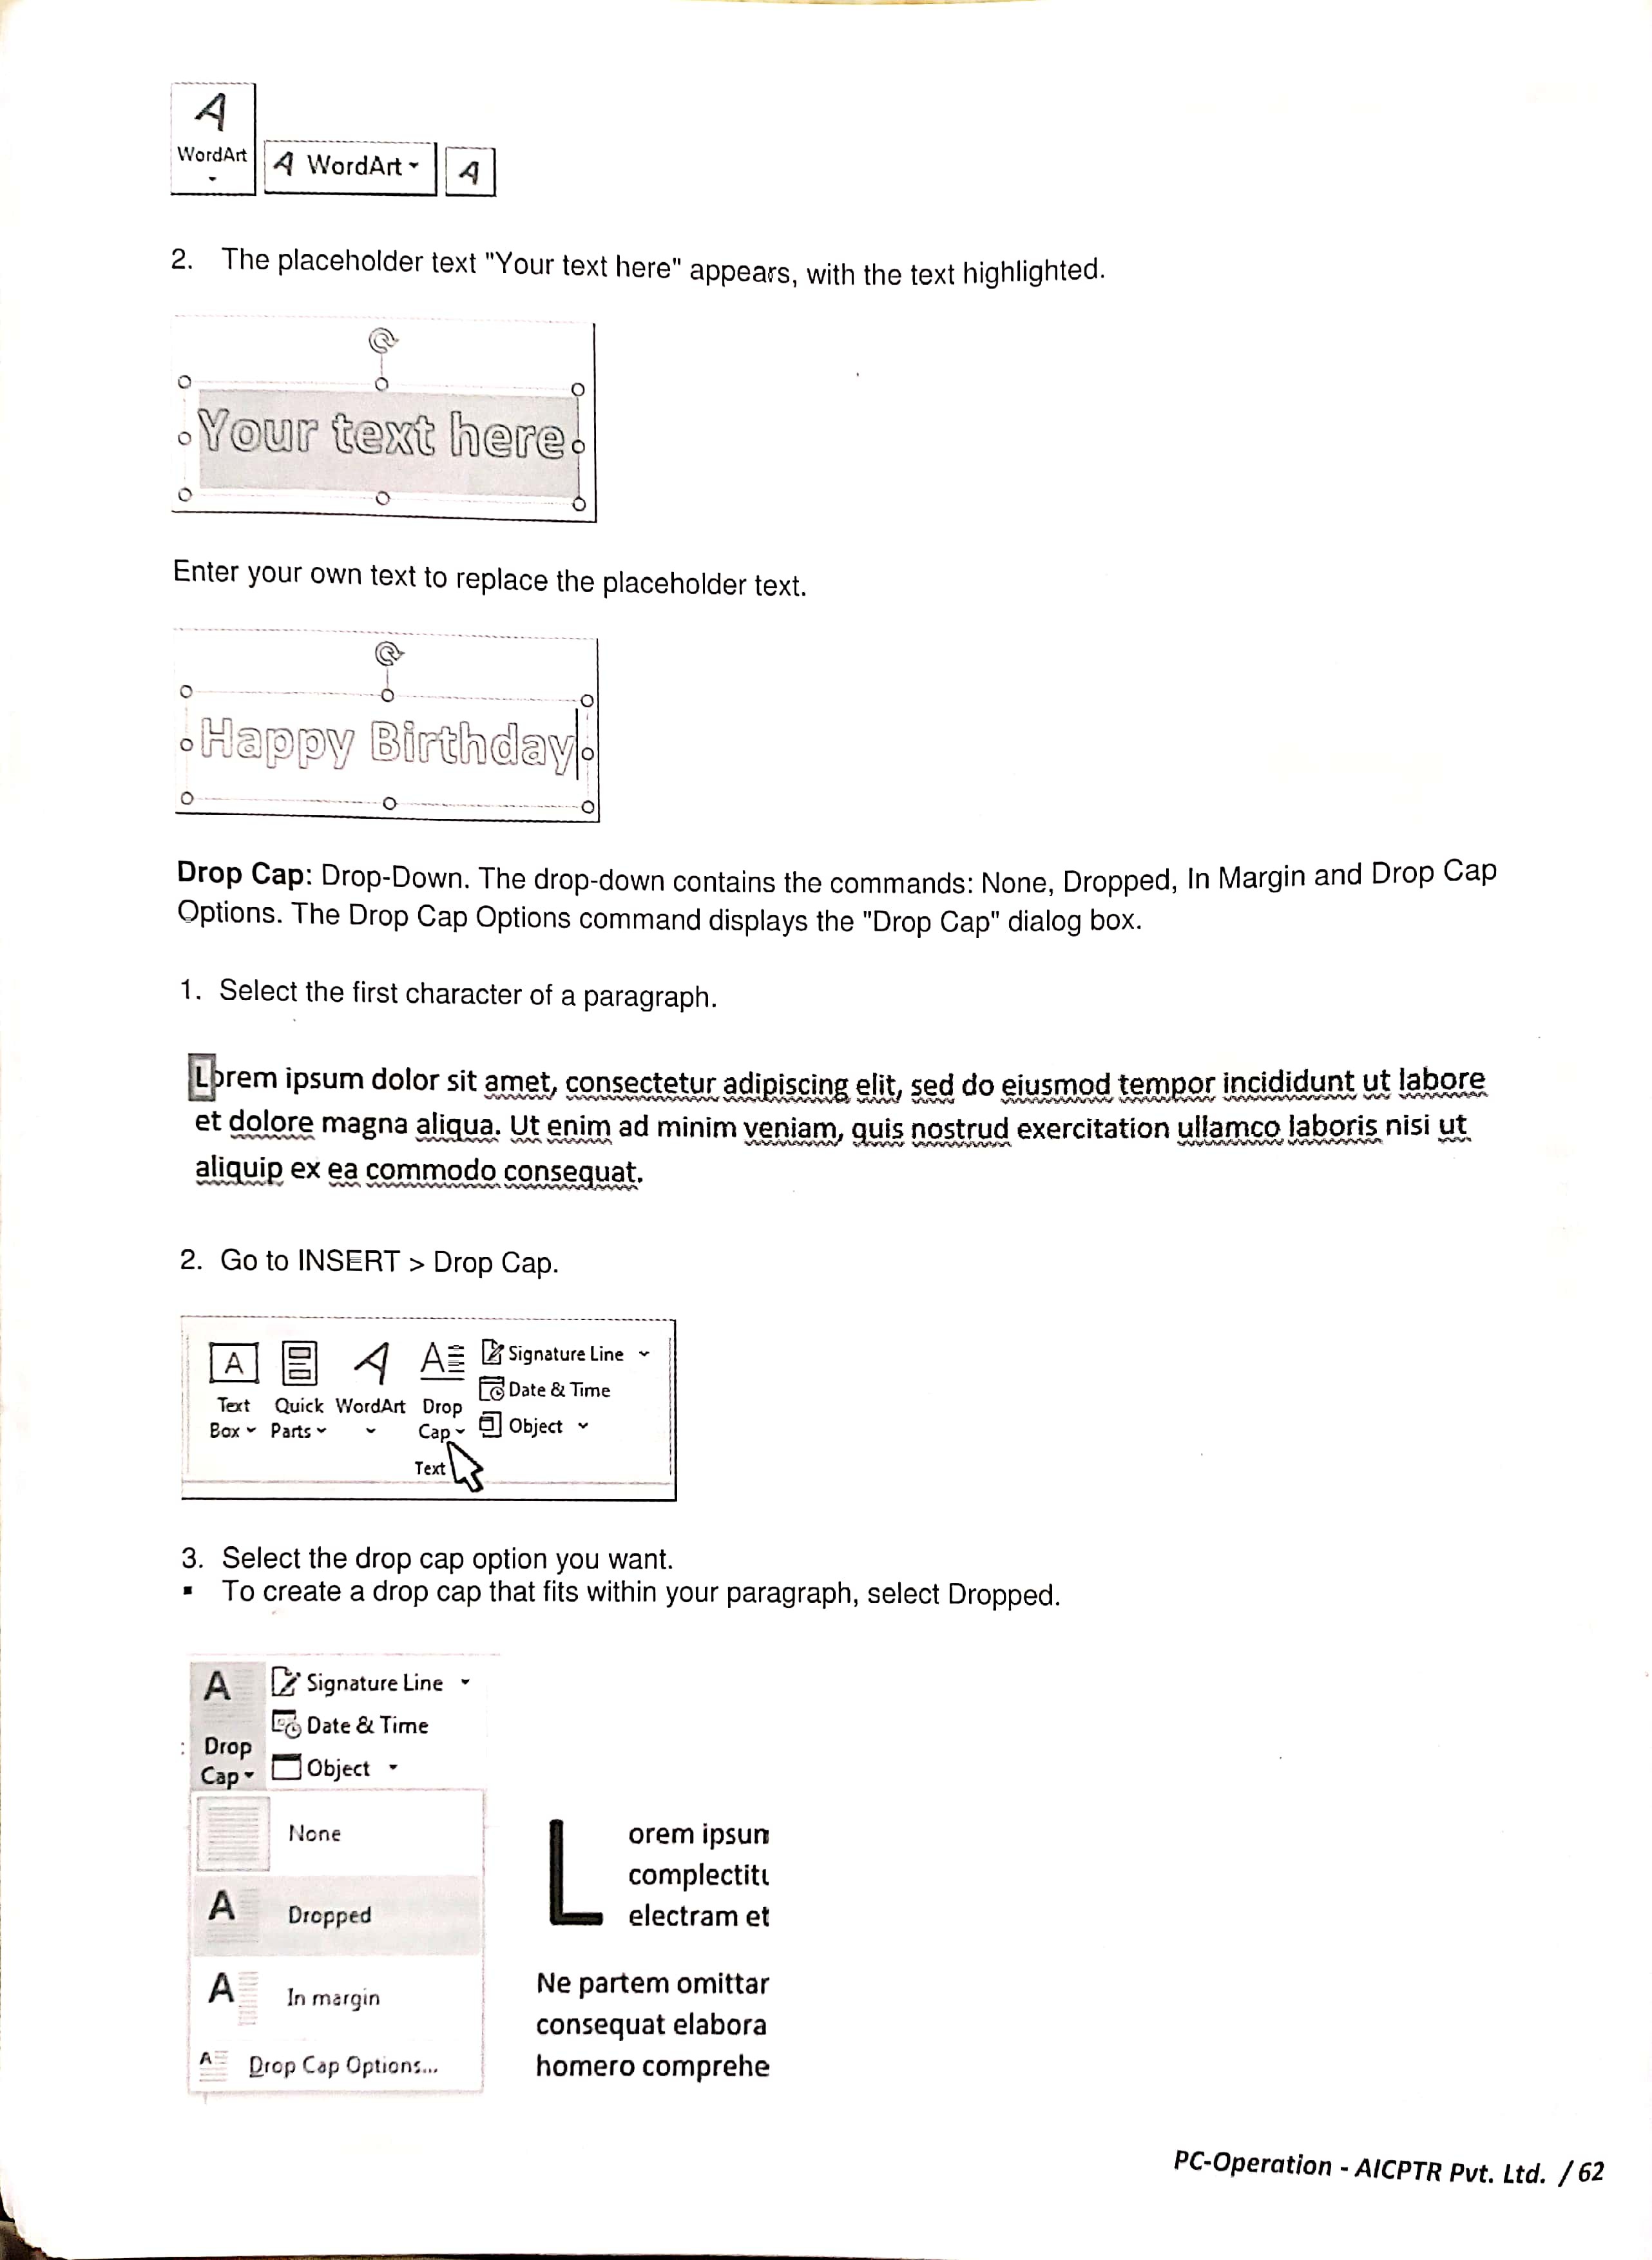 A
WordArt
A WordArt
A
2. The placeholder text "Your text here" appears, with the text highlighted.
Your text here
Enter your own text to replace the placeholder text.
Happy Birthday
Drop Cap: Drop-Down. The drop-down contains the commands: None, Dropped, In Margin and Drop Cap
Options. The Drop Cap Options command displays the "Drop Cap" dialog box.
1. Select the first character of a paragraph.
Lorem ipsum dolor sit amet, consectetur adipiscing elit, sed do eiusmod tempor incididunt ut labore
et dolore magna aliqua. Ut enim ad minim veniam, quis nostrud exercitation ullamco laboris nisi ut
aliquip ex ea commodo consequat.
2. Go to INSERT > Drop Cap.
A A A Signature Line
Date & Time
Text Quick WordArt Drop
Box Parts Cap Object
Text
3. Select the drop cap option you want.
▪ To create a drop cap that fits within your paragraph, select Dropped.
A Signature Line
Date & Time
Drop
Cap Object
None
A Dropped
A In margin
A Drop Cap Options...
L orem ipsun
complectitu
electram et
Ne partem omittar
consequat elabora
homero comprehe
PC-Operation - AICPTR Pvt. Ltd. / 62